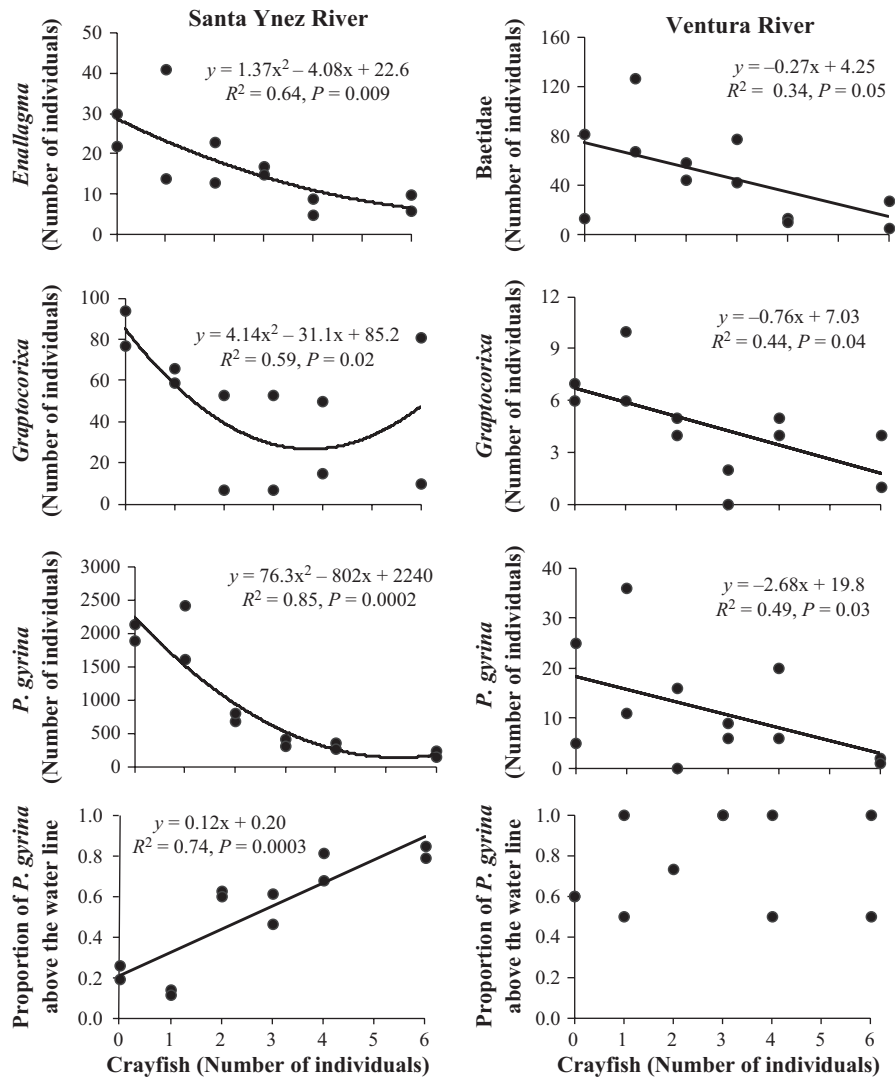 Santa Ynez River
Ventura River
Enallagma
(Number of individuals)
50
40
30
20
10
0
y = 1.37x² – 4.08x + 22.6
R² = 0.64, P = 0.009
Baetidae
(Number of individuals)
160
120
80
40
0
y = –0.27x + 4.25
R² = 0.34, P = 0.05
Graptocorixa
(Number of individuals)
100
80
60
40
20
0
y = 4.14x² – 31.1x + 85.2
R² = 0.59, P = 0.02
Graptocorixa
(Number of individuals)
12
9
6
3
0
y = –0.76x + 7.03
R² = 0.44, P = 0.04
P. gyrina
(Number of individuals)
3000
2500
2000
1500
1000
500
0
y = 76.3x² – 802x + 2240
R² = 0.85, P = 0.0002
P. gyrina
(Number of individuals)
40
30
20
10
0
y = –2.68x + 19.8
R² = 0.49, P = 0.03
Proportion of P. gyrina
above the water line
1.0
0.8
0.6
0.4
0.2
0.0
y = 0.12x + 0.20
R² = 0.74, P = 0.0003
0 1 2 3 4 5 6
Crayfish (Number of individuals)
Proportion of P. gyrina
above the water line
1.0
0.8
0.6
0.4
0.2
0.0
0 1 2 3 4 5 6
Crayfish (Number of individuals)